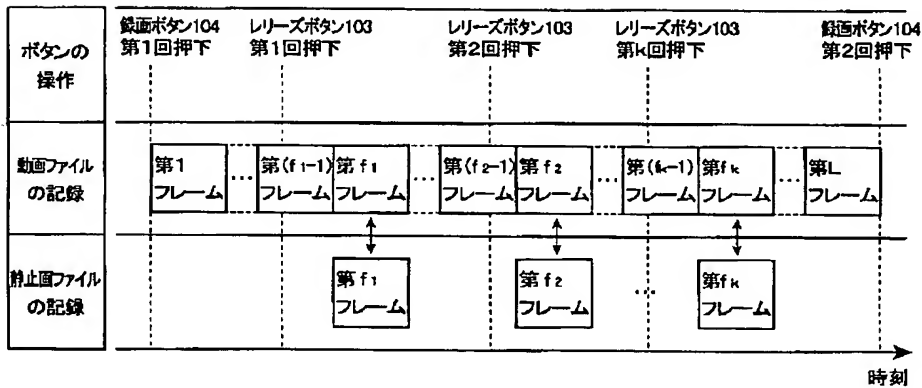 ボタンの
操作
録画ボタン104
第1回押下
レリーズボタン103
第1回押下
レリーズボタン103
第2回押下
レリーズボタン103
第k回押下
録画ボタン104
第2回押下
動画ファイル
の記録
第1
フレーム
...
第(f1-1)
フレーム
第f1
フレーム
...
第(f2-1)
フレーム
第f2
フレーム
...
第(fk-1)
フレーム
第fk
フレーム
...
第L
フレーム
静止画ファイル
の記録
第f1
フレーム
第f2
フレーム
...
第fk
フレーム
時刻